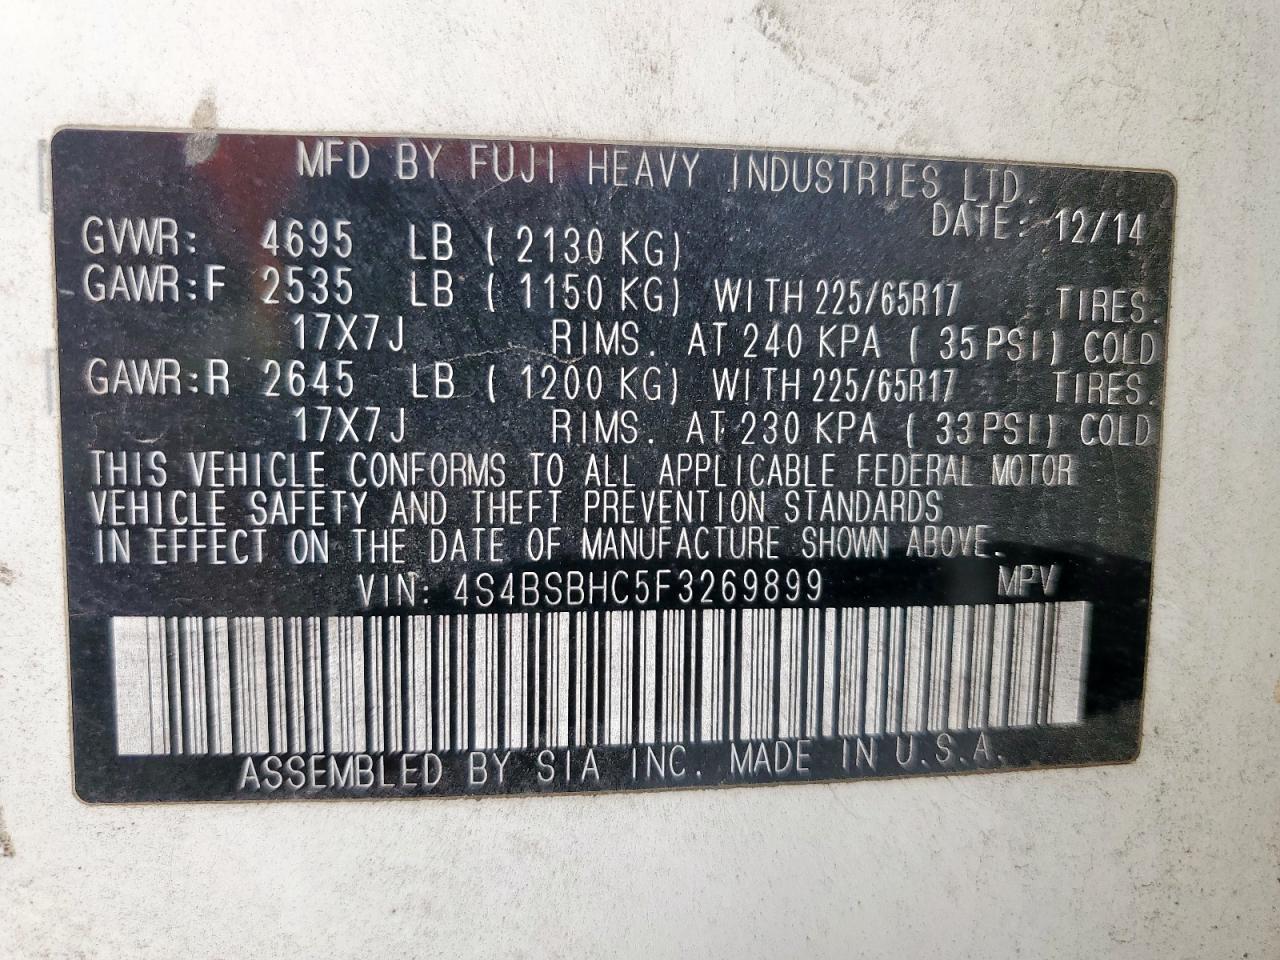 MFD BY FUJI HEAVY INDUSTRIES LTD.
DATE: 12/14
GVWR: 4695 LB ( 2130 KG)
GAWR:F 2535 LB ( 1150 KG) WITH 225/65R17 TIRES.
17X7J RIMS. AT 240 KPA ( 35 PSI) COLD
GAWR:R 2645 LB ( 1200 KG) WITH 225/65R17 TIRES.
17X7J RIMS. AT 230 KPA ( 33 PSI) COLD
THIS VEHICLE CONFORMS TO ALL APPLICABLE FEDERAL MOTOR
VEHICLE SAFETY AND THEFT PREVENTION STANDARDS
IN EFFECT ON THE DATE OF MANUFACTURE SHOWN ABOVE.
VIN: 4S4BSBHC5F3269899 MPV
ASSEMBLED BY SIA INC. MADE IN U.S.A.